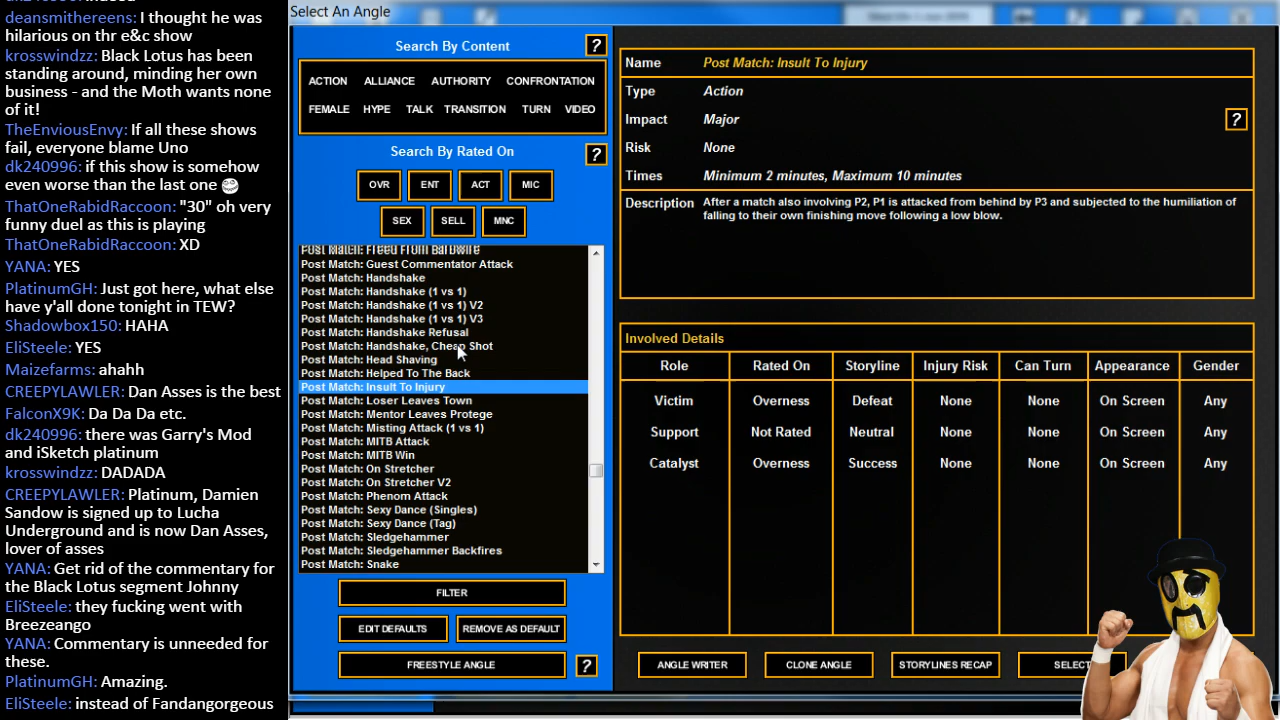 deansmithereens: I thought he was
hilarious on thr e&c show
krosswindzz: Black Lotus has been
standing around, minding her own
business - and the Moth wants none
of it!
TheEnviousEnvy: If all these shows
fail, everyone blame Uno
dk240996: if this show is somehow
even worse than the last one
ThatOneRabidRaccoon: "30" oh very
funny duel as this is playing
ThatOneRabidRaccoon: XD
YANA: YES
PlatinumGH: Just got here, what else
have y'all done tonight in TEW?
Shadowbox150: HAHA
EliSteele: YES
Maizefarms: ahahh
CREEPYLAWLER: Dan Asses is the best
FalconX9K: Da Da Da etc.
dk240996: there was Garry's Mod
and iSketch platinum
krosswindzz: DADADA
CREEPYLAWLER: Platinum, Damien
Sandow is signed up to Lucha
Underground and is now Dan Asses,
lover of asses
YANA: Get rid of the commentary for
the Black Lotus segment Johnny
EliSteele: they fucking went with
Breezeango
YANA: Commentary is unneeded for
these.
PlatinumGH: Amazing.
EliSteele: instead of Fandangorgeous
Select An Angle
Search By Content
?
ACTION ALLIANCE AUTHORITY CONFRONTATION
FEMALE HYPE TALK TRANSITION TURN VIDEO
Search By Rated On
?
OVR ENT ACT MIC
SEX SELL MNC
Post Match: Freed From Barbwire
Post Match: Guest Commentator Attack
Post Match: Handshake
Post Match: Handshake (1 vs 1)
Post Match: Handshake (1 vs 1) V2
Post Match: Handshake (1 vs 1) V3
Post Match: Handshake Refusal
Post Match: Handshake, Cheap Shot
Post Match: Head Shaving
Post Match: Helped To The Back
Post Match: Insult To Injury
Post Match: Loser Leaves Town
Post Match: Mentor Leaves Protege
Post Match: Misting Attack (1 vs 1)
Post Match: MITB Attack
Post Match: MITB Win
Post Match: On Stretcher
Post Match: On Stretcher V2
Post Match: Phenom Attack
Post Match: Sexy Dance (Singles)
Post Match: Sexy Dance (Tag)
Post Match: Sledgehammer
Post Match: Sledgehammer Backfires
Post Match: Snake
FILTER
EDIT DEFAULTS REMOVE AS DEFAULT
FREESTYLE ANGLE ?
Name Post Match: Insult To Injury
Type Action
Impact Major ?
Risk None
Times Minimum 2 minutes, Maximum 10 minutes
Description After a match also involving P2, P1 is attacked from behind by P3 and subjected to the humiliation of
falling to their own finishing move following a low blow.
Involved Details
Role Rated On Storyline Injury Risk Can Turn Appearance Gender
Victim Overness Defeat None None On Screen Any
Support Not Rated Neutral None None On Screen Any
Catalyst Overness Success None None On Screen Any
ANGLE WRITER CLONE ANGLE STORYLINES RECAP SELECT